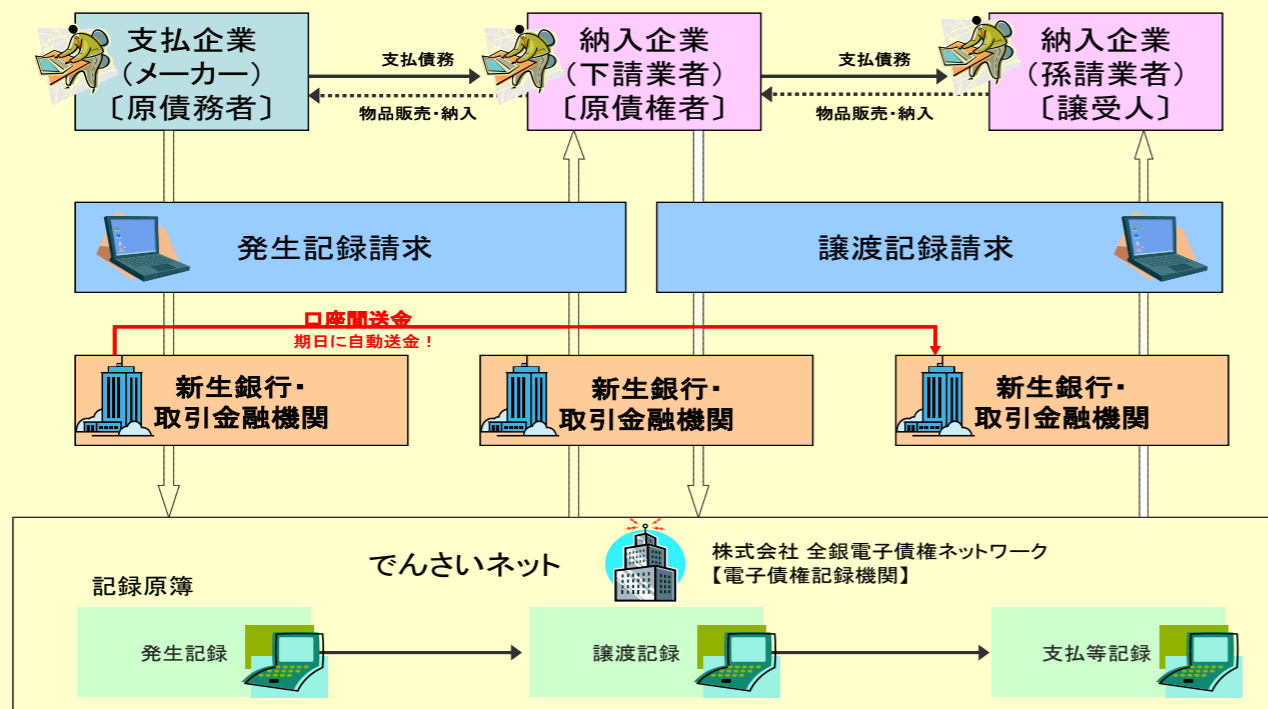 支払企業
(メーカー)
〔原債務者〕
支払債務
物品販売・納入
納入企業
(下請業者)
〔原債権者〕
支払債務
物品販売・納入
納入企業
(孫請業者)
〔譲受人〕
発生記録請求
譲渡記録請求
口座間送金
期日に自動送金!
新生銀行・
取引金融機関
新生銀行・
取引金融機関
新生銀行・
取引金融機関
でんさいネット
株式会社 全銀電子債権ネットワーク
【電子債権記録機関】
記録原簿
発生記録
譲渡記録
支払等記録